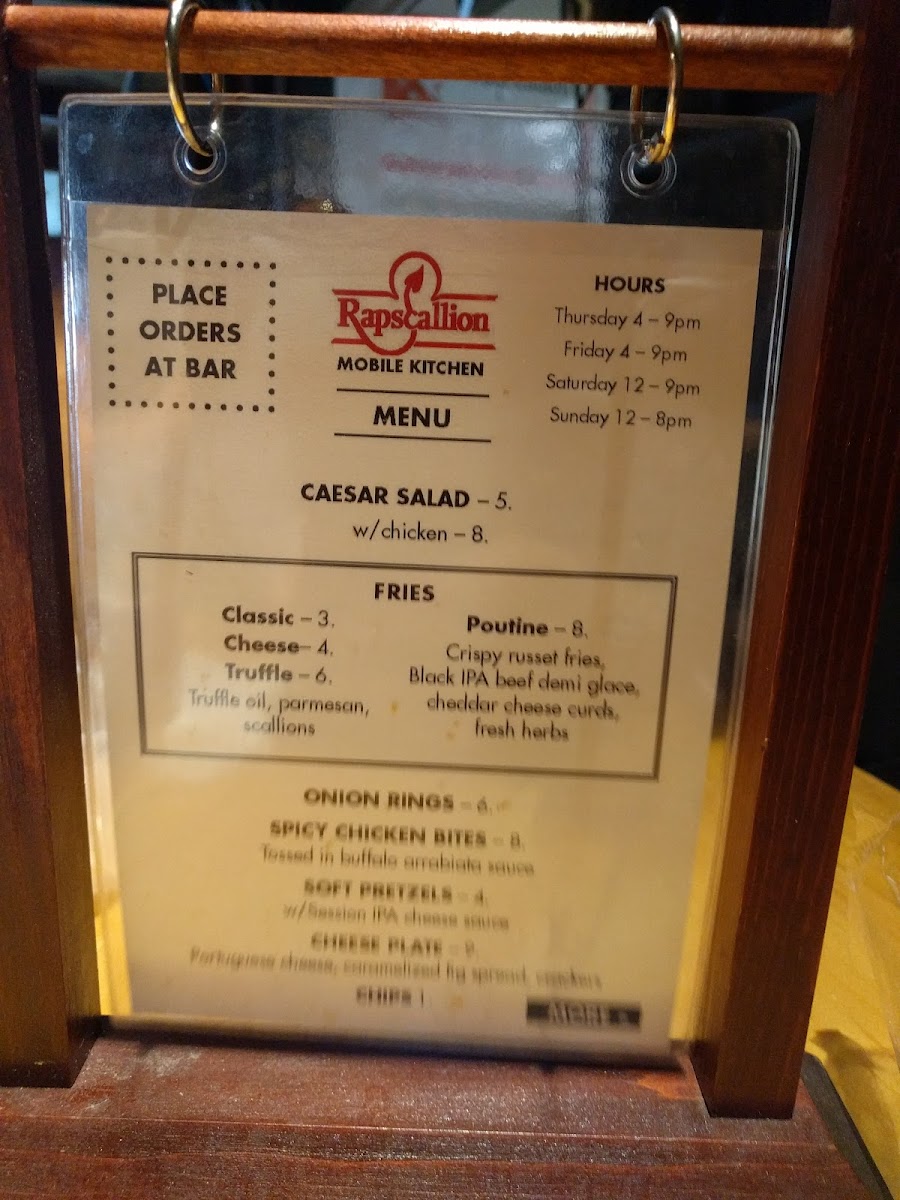 PLACE
ORDERS
AT BAR
Rapscallion
MOBILE KITCHEN
MENU
HOURS
Thursday 4 – 9pm
Friday 4 – 9pm
Saturday 12 – 9pm
Sunday 12 – 8pm
CAESAR SALAD – 5.
w/chicken – 8.
FRIES
Classic – 3.
Cheese– 4.
Truffle – 6.
Truffle oil, parmesan,
scallions
Poutine – 8.
Crispy russet fries,
Black IPA beef demi glace,
cheddar cheese curds,
fresh herbs
ONION RINGS – 6.
SPICY CHICKEN BITES – 8.
Tossed in buffalo arrabiata sauce
SOFT PRETZELS – 4.
w/Session IPA cheese sauce
CHEESE PLATE –
Portuguese cheese, caramelized fig spread, crackers
CHIPS 1.
MORE